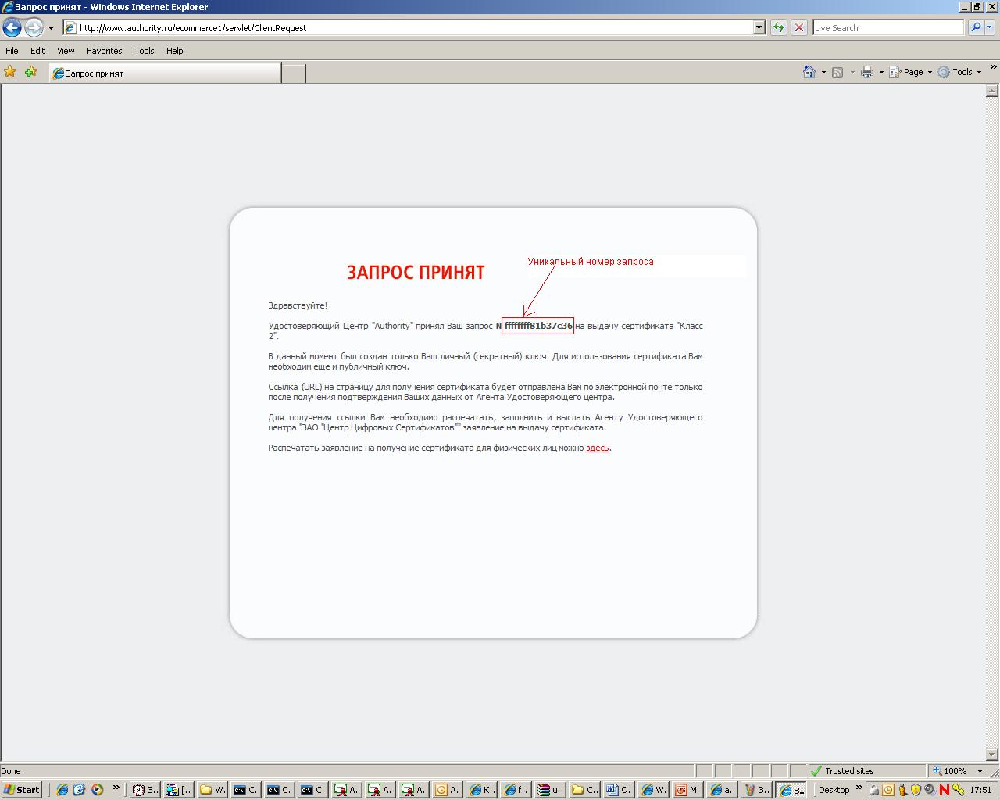 Запрос принят - Windows Internet Explorer
http://www.authority.ru/ecommerce1/servlet/ClientRequest
Live Search
File Edit View Favorites Tools Help
Запрос принят
Page Tools
Уникальный номер запроса
ЗАПРОС ПРИНЯТ
Здравствуйте!
Удостоверяющий Центр "Authority" принял Ваш запрос N ffffffff81b37c36 на выдачу сертификата "Класс
2".
В данный момент был создан только Ваш личный (секретный) ключ. Для использования сертификата Вам
необходим еще и публичный ключ.
Ссылка (URL) на страницу для получения сертификата будет отправлена Вам по электронной почте только
после получения подтверждения Ваших данных от Агента Удостоверяющего центра.
Для получения ссылки Вам необходимо распечатать, заполнить и выслать Агенту Удостоверяющего
центра "ЗАО "Центр Цифровых Сертификатов"" заявление на выдачу сертификата.
Распечатать заявление на получение сертификата для физических лиц можно здесь.
Done Trusted sites 100%
Start 3.. [.. W.. C.. C.. C.. A.. A.. A.. A.. K.. f.. u.. C.. O.. W.. M.. a.. 3.. З.. Desktop 17:51